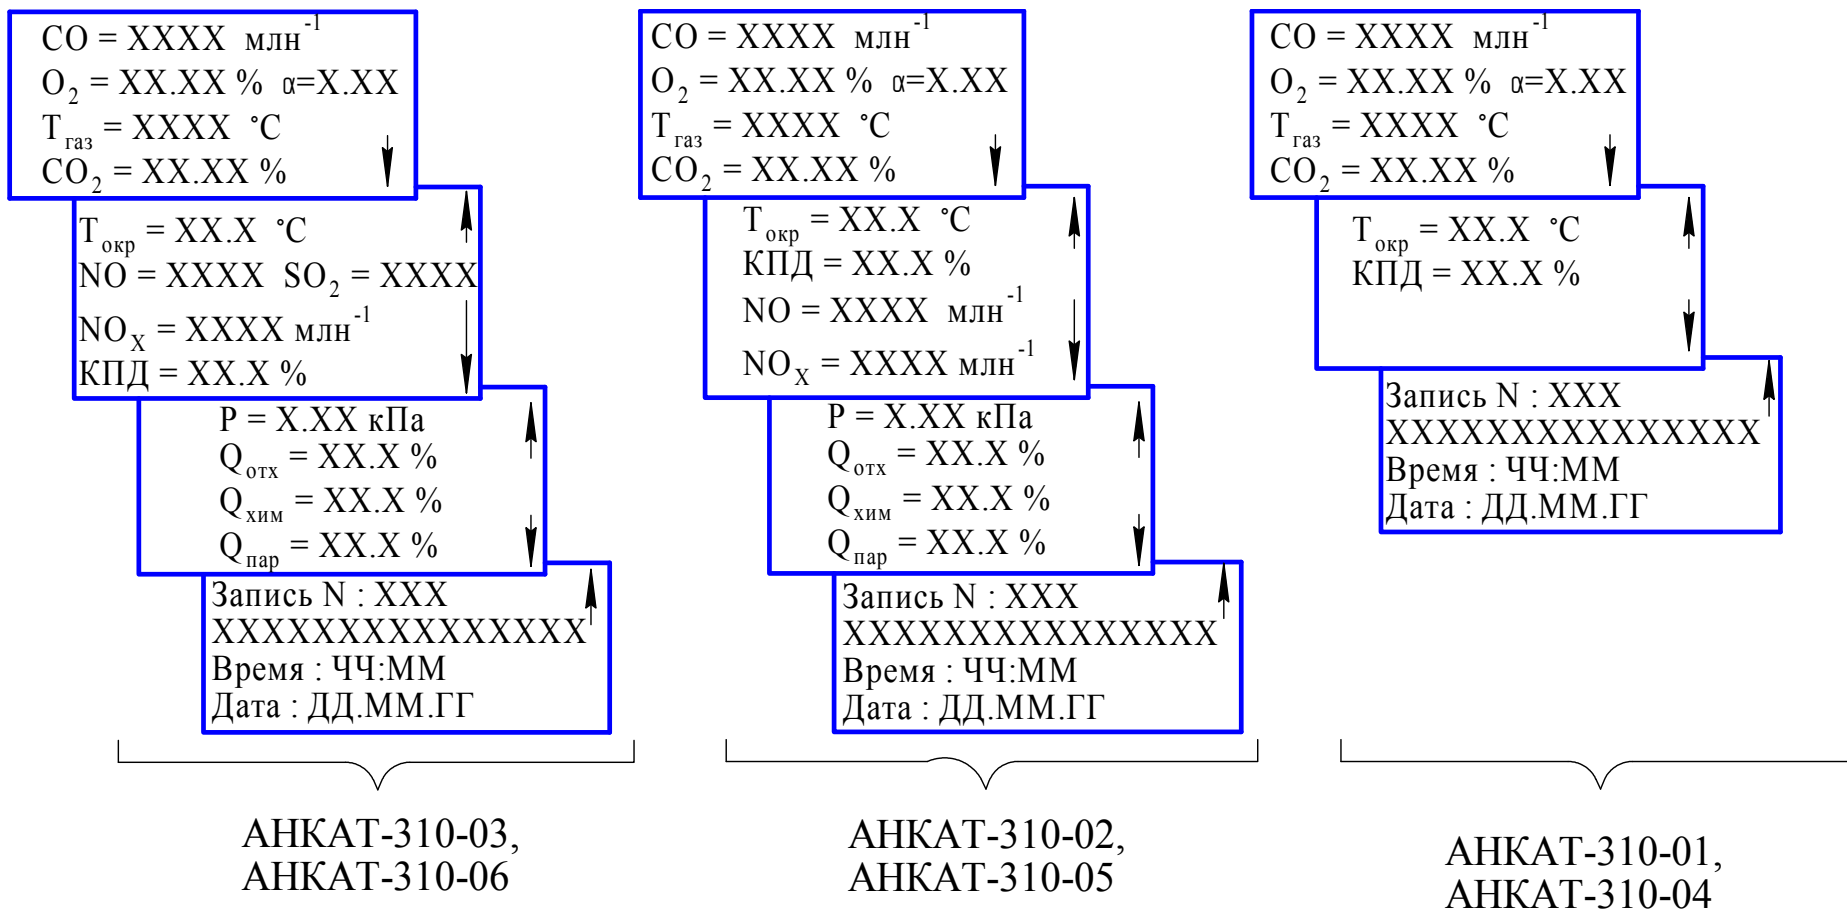 CO = XXXX млн⁻¹
O₂ = XX.XX % α=X.XX
Tгаз = XXXX °C
CO₂ = XX.XX %
Tокр = XX.X °C
NO = XXXX SO₂ = XXXX
NOX = XXXX млн⁻¹
КПД = XX.X %
P = X.XX кПа
Qотх = XX.X %
Qхим = XX.X %
Qпар = XX.X %
Запись N : XXX
XXXXXXXXXXXXXXX
Время : ЧЧ:ММ
Дата : ДД.ММ.ГГ
АНКАТ-310-03,
АНКАТ-310-06
CO = XXXX млн⁻¹
O₂ = XX.XX % α=X.XX
Tгаз = XXXX °C
CO₂ = XX.XX %
Tокр = XX.X °C
КПД = XX.X %
NO = XXXX млн⁻¹
NOX = XXXX млн⁻¹
P = X.XX кПа
Qотх = XX.X %
Qхим = XX.X %
Qпар = XX.X %
Запись N : XXX
XXXXXXXXXXXXXXX
Время : ЧЧ:ММ
Дата : ДД.ММ.ГГ
АНКАТ-310-02,
АНКАТ-310-05
CO = XXXX млн⁻¹
O₂ = XX.XX % α=X.XX
Tгаз = XXXX °C
CO₂ = XX.XX %
Tокр = XX.X °C
КПД = XX.X %
Запись N : XXX
XXXXXXXXXXXXXXX
Время : ЧЧ:ММ
Дата : ДД.ММ.ГГ
АНКАТ-310-01,
АНКАТ-310-04